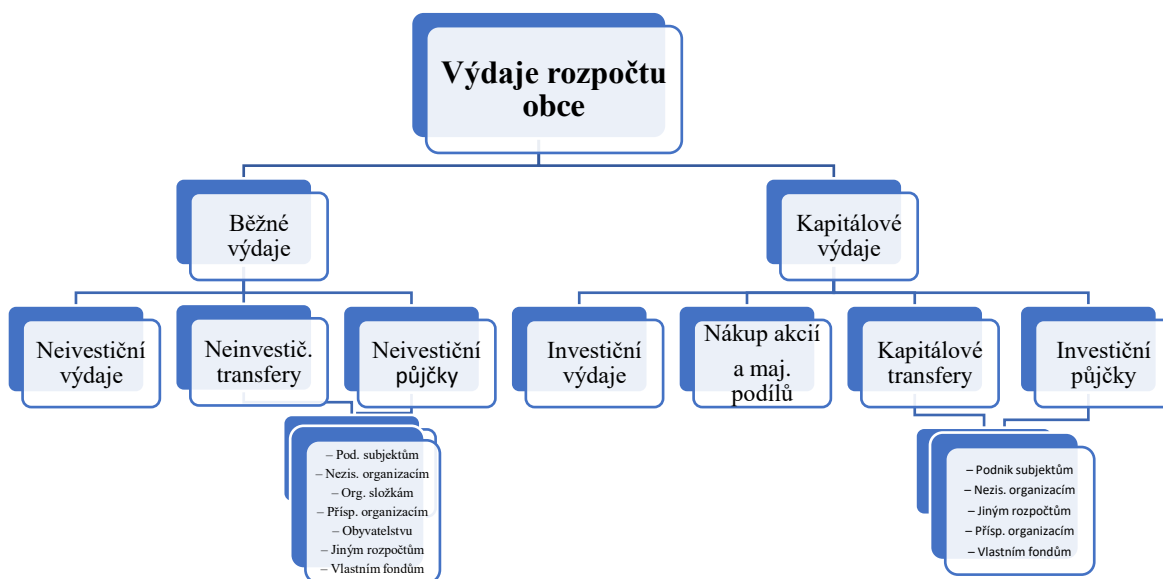 Výdaje rozpočtu
obce
Běžné
výdaje
Kapitálové
výdaje
Neivestiční
výdaje
Neinvestič.
transfery
Neivestiční
půjčky
Investiční
výdaje
Nákup akcií
a maj.
podílů
Kapitálové
transfery
Investiční
půjčky
– Pod. subjektům
– Nezis. organizacím
– Org. složkám
– Přísp. organizacím
– Obyvatelstvu
– Jiným rozpočtům
– Vlastním fondům
– Podnik subjektům
– Nezis. organizacím
– Jiným rozpočtům
– Přísp. organizacím
– Vlastním fondům